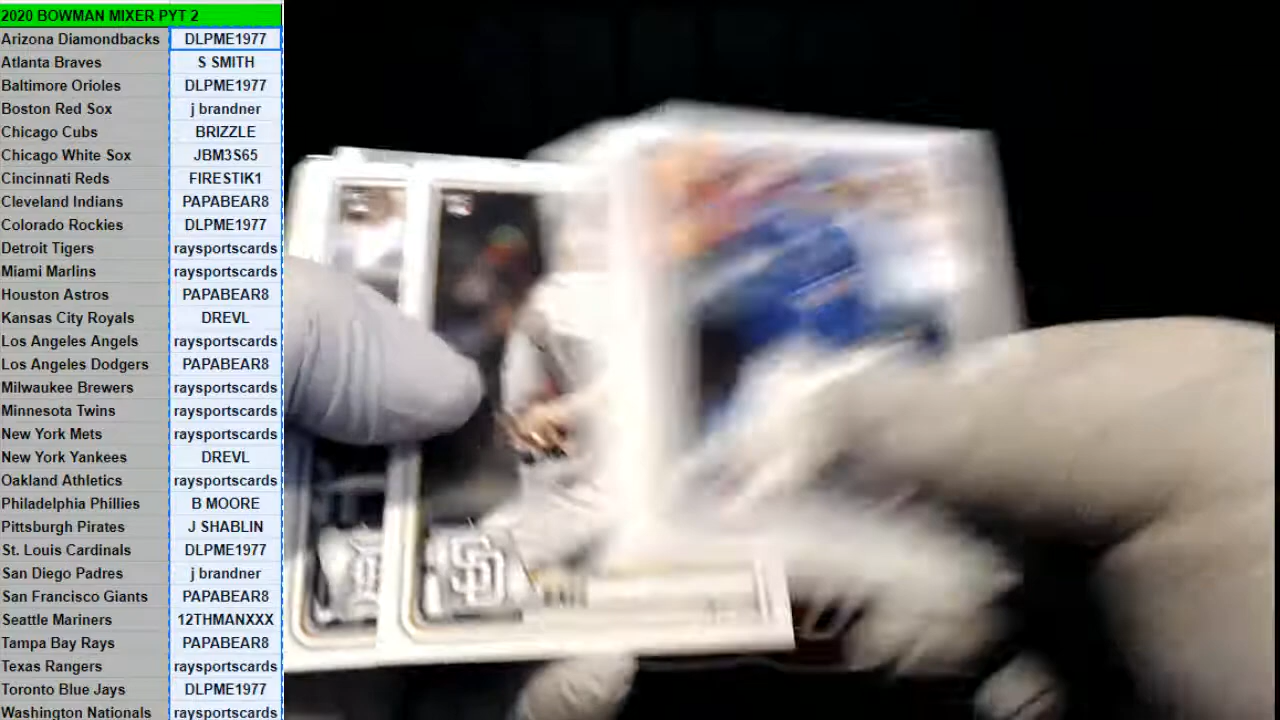 2020 BOWMAN MIXER PYT 2
Arizona Diamondbacks DLPME1977
Atlanta Braves S SMITH
Baltimore Orioles DLPME1977
Boston Red Sox j brandner
Chicago Cubs BRIZZLE
Chicago White Sox JBM3S65
Cincinnati Reds FIRESTIK1
Cleveland Indians PAPABEAR8
Colorado Rockies DLPME1977
Detroit Tigers raysportscards
Miami Marlins raysportscards
Houston Astros PAPABEAR8
Kansas City Royals DREVL
Los Angeles Angels raysportscards
Los Angeles Dodgers PAPABEAR8
Milwaukee Brewers raysportscards
Minnesota Twins raysportscards
New York Mets raysportscards
New York Yankees DREVL
Oakland Athletics raysportscards
Philadelphia Phillies B MOORE
Pittsburgh Pirates J SHABLIN
St. Louis Cardinals DLPME1977
San Diego Padres j brandner
San Francisco Giants PAPABEAR8
Seattle Mariners 12THMANXXX
Tampa Bay Rays PAPABEAR8
Texas Rangers raysportscards
Toronto Blue Jays DLPME1977
Washington Nationals raysportscards
SD